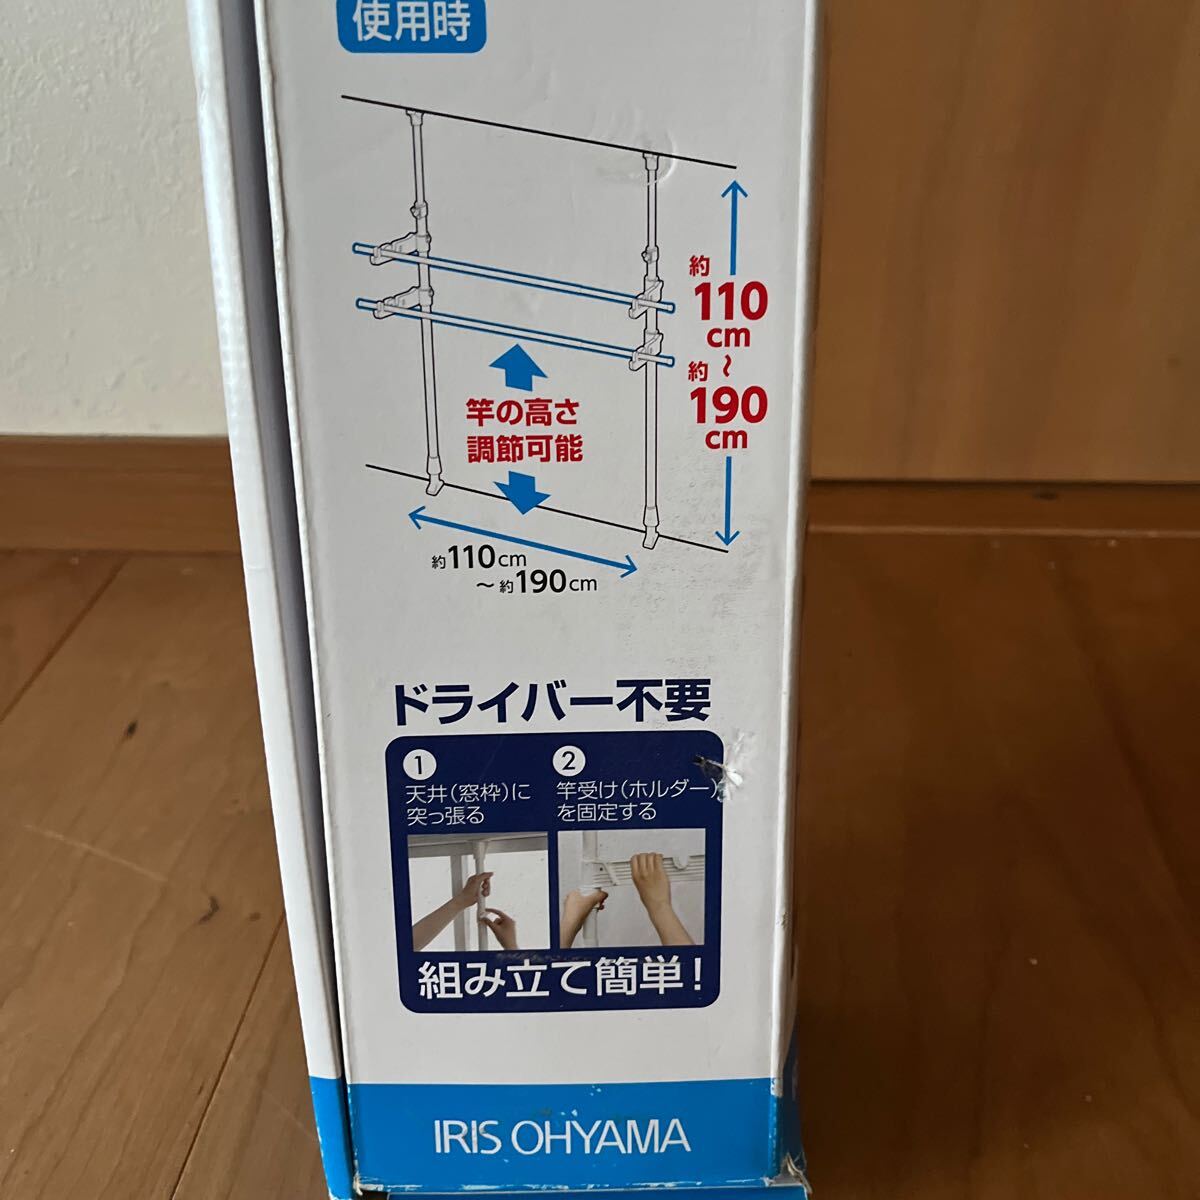 使用時
約
110
cm
~
約
190
cm
竿の高さ
調節可能
約110cm
～約190cm
ドライバー不要
1
天井(窓枠)に
突っ張る
2
竿受け(ホルダー)
を固定する
組み立て簡単!
IRIS OHYAMA